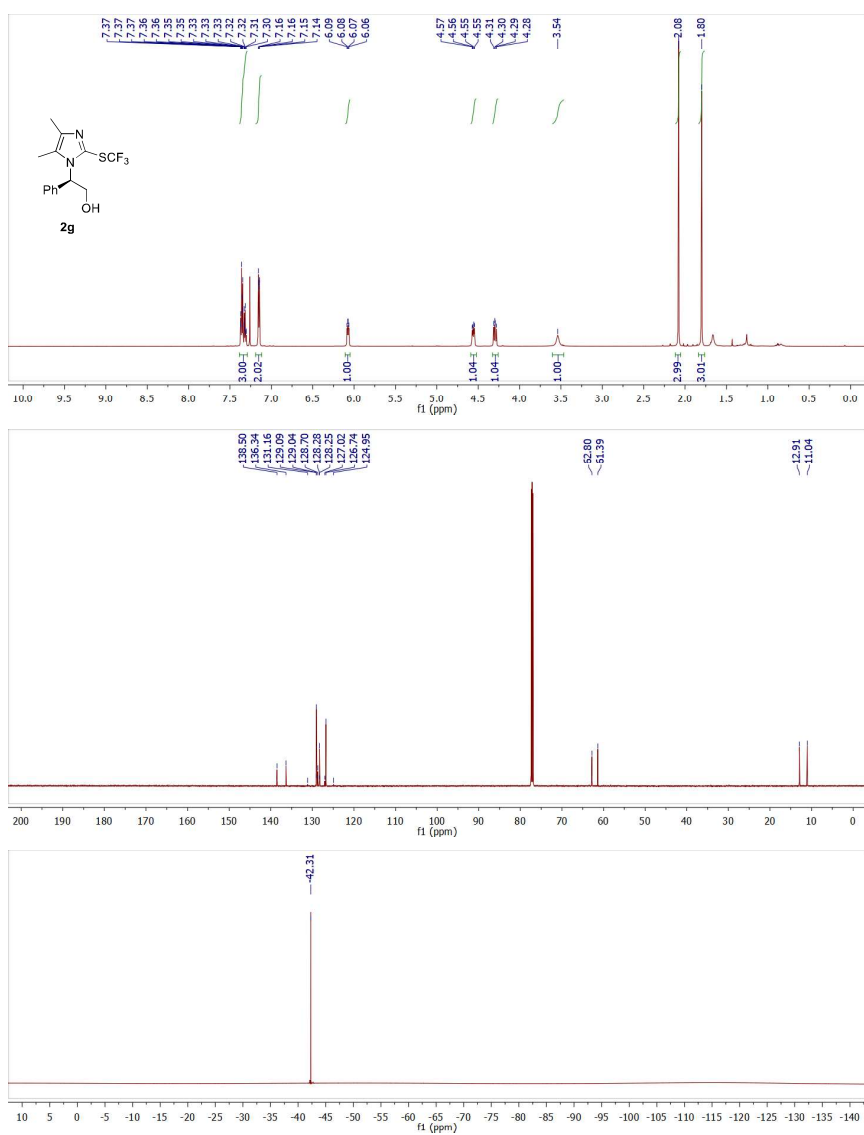 7.37 7.37 7.37 7.36 7.36 7.35 7.35 7.33 7.33 7.33 7.32 7.32 7.31 7.30 7.16 7.16 7.15 7.14 6.09 6.08 6.07 6.06 4.57 4.56 4.55 4.55 4.31 4.30 4.29 4.28 3.54 2.08 1.80
N
N
SCF3
Ph
OH
2g
3.00 2.02 1.00 1.04 1.04 1.00 2.99 3.01
10.0 9.5 9.0 8.5 8.0 7.5 7.0 6.5 6.0 5.5 5.0 4.5 4.0 3.5 3.0 2.5 2.0 1.5 1.0 0.5 0.0
f1 (ppm)
138.50 136.34 131.16 129.09 129.04 128.70 128.28 128.25 127.02 126.74 124.95 62.80 61.39 12.91 11.04
200 190 180 170 160 150 140 130 120 110 100 90 80 70 60 50 40 30 20 10 0
f1 (ppm)
-42.31
10 5 0 -5 -10 -15 -20 -25 -30 -35 -40 -45 -50 -55 -60 -65 -70 -75 -80 -85 -90 -95 -100 -105 -110 -115 -120 -125 -130 -135 -140
f1 (ppm)